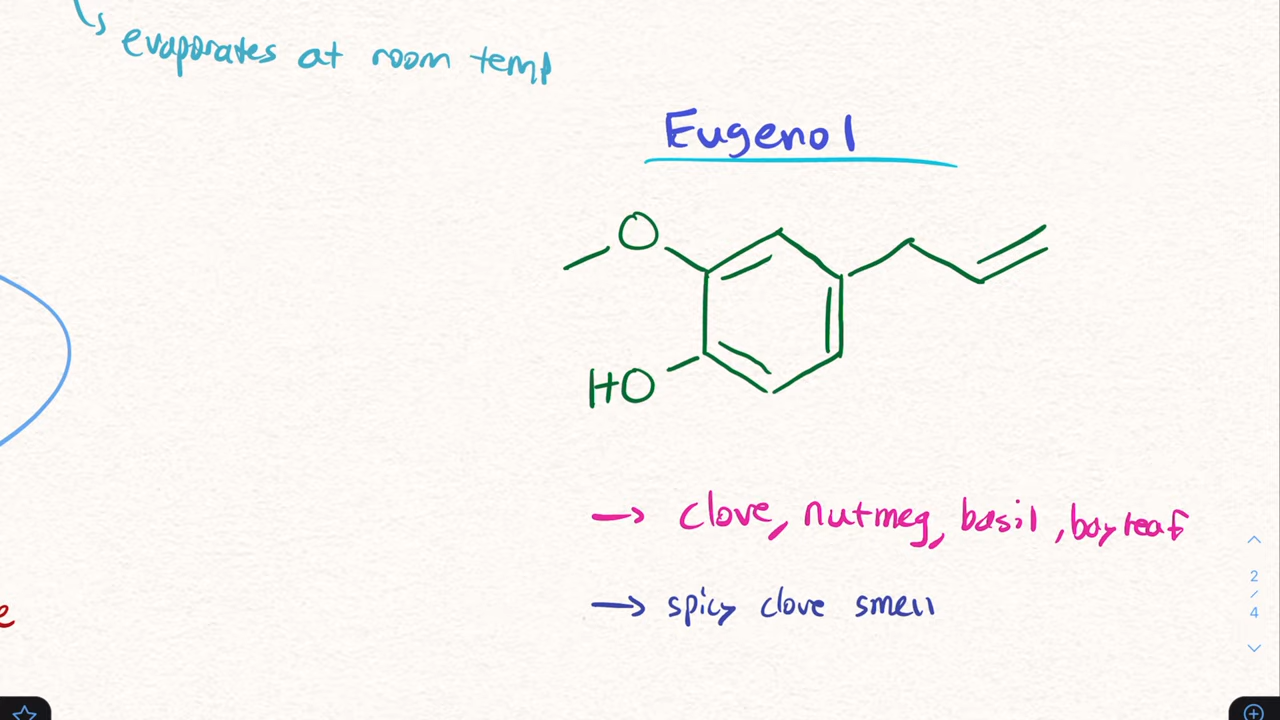 evaporates at room temp
Eugenol
O
HO
→ clove, nutmeg, basil, bay leaf
e
→ spicy clove smell
2
/
4